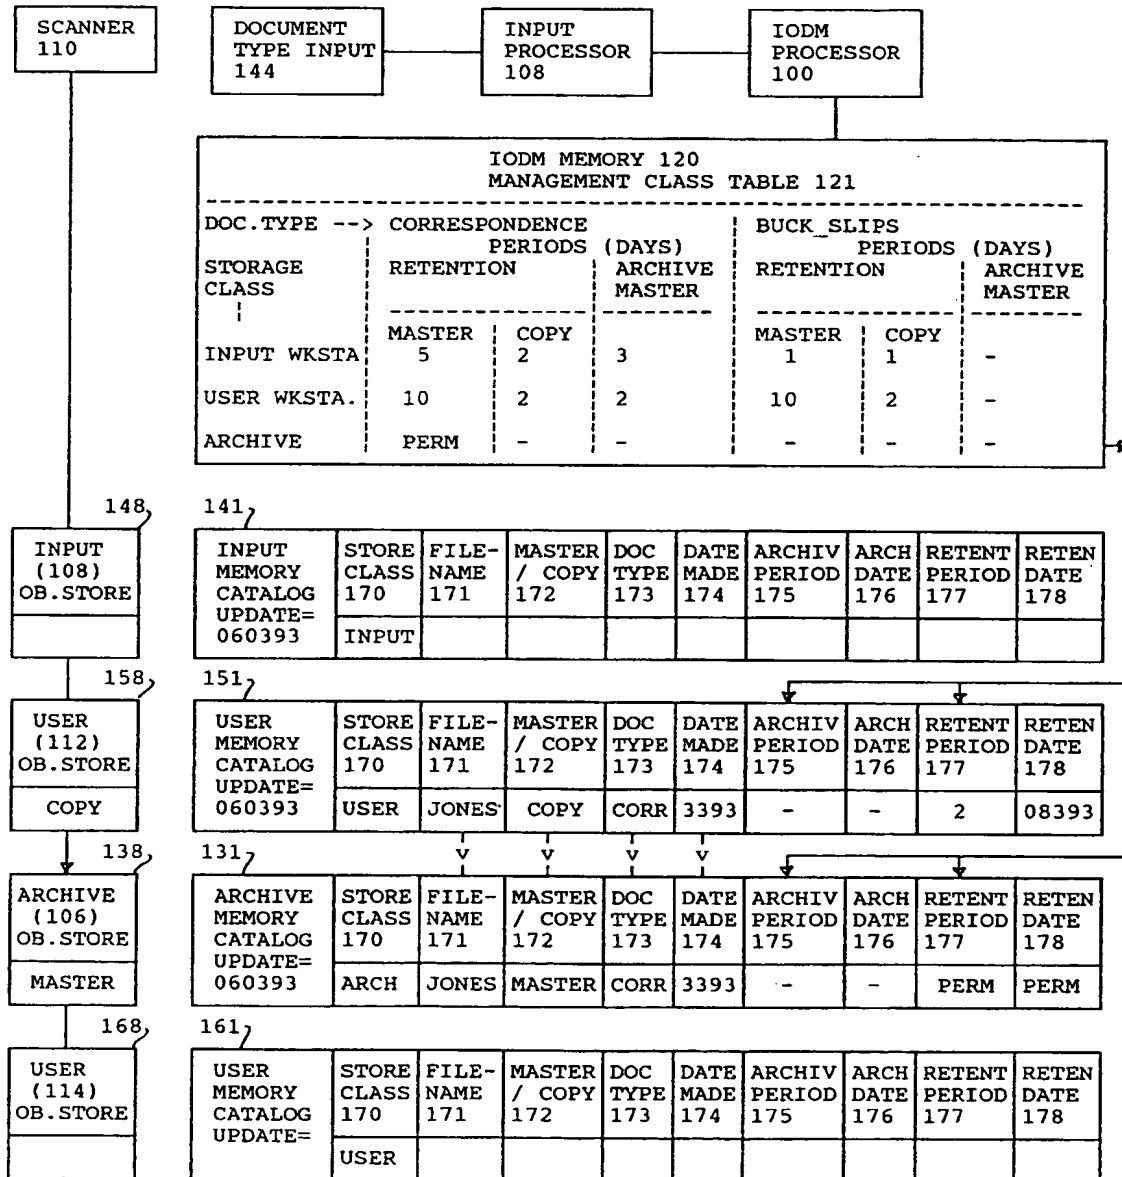 SCANNER 110
DOCUMENT TYPE INPUT 144
INPUT PROCESSOR 108
IODM PROCESSOR 100
IODM MEMORY 120
MANAGEMENT CLASS TABLE 121
DOC.TYPE --> CORRESPONDENCE BUCK_SLIPS
PERIODS (DAYS) PERIODS (DAYS)
STORAGE RETENTION ARCHIVE RETENTION ARCHIVE
CLASS MASTER MASTER
MASTER COPY MASTER COPY
INPUT WKSTA 5 2 3 1 1 -
USER WKSTA. 10 2 2 10 2 -
ARCHIVE PERM - - - - -
148 141
INPUT (108) OB.STORE
INPUT MEMORY CATALOG UPDATE= 060393
STORE CLASS 170
FILE-NAME 171
MASTER / COPY 172
DOC TYPE 173
DATE MADE 174
ARCHIV PERIOD 175
ARCH DATE 176
RETENT PERIOD 177
RETEN DATE 178
INPUT
158 151
USER (112) OB.STORE
COPY
USER MEMORY CATALOG UPDATE= 060393
STORE CLASS 170
FILE-NAME 171
MASTER / COPY 172
DOC TYPE 173
DATE MADE 174
ARCHIV PERIOD 175
ARCH DATE 176
RETENT PERIOD 177
RETEN DATE 178
USER JONES COPY CORR 3393 - - 2 08393
v v v v
138 131
ARCHIVE (106) OB.STORE
MASTER
ARCHIVE MEMORY CATALOG UPDATE= 060393
STORE CLASS 170
FILE-NAME 171
MASTER / COPY 172
DOC TYPE 173
DATE MADE 174
ARCHIV PERIOD 175
ARCH DATE 176
RETENT PERIOD 177
RETEN DATE 178
ARCH JONES MASTER CORR 3393 - - PERM PERM
168 161
USER (114) OB.STORE
USER MEMORY CATALOG UPDATE=
STORE CLASS 170
FILE-NAME 171
MASTER / COPY 172
DOC TYPE 173
DATE MADE 174
ARCHIV PERIOD 175
ARCH DATE 176
RETENT PERIOD 177
RETEN DATE 178
USER